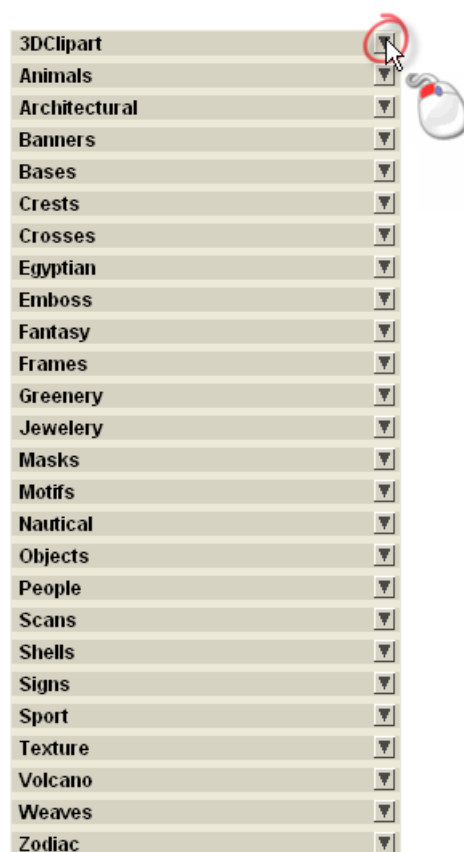 3DClipart
Animals
Architectural
Banners
Bases
Crests
Crosses
Egyptian
Emboss
Fantasy
Frames
Greenery
Jewelery
Masks
Motifs
Nautical
Objects
People
Scans
Shells
Signs
Sport
Texture
Volcano
Weaves
Zodiac